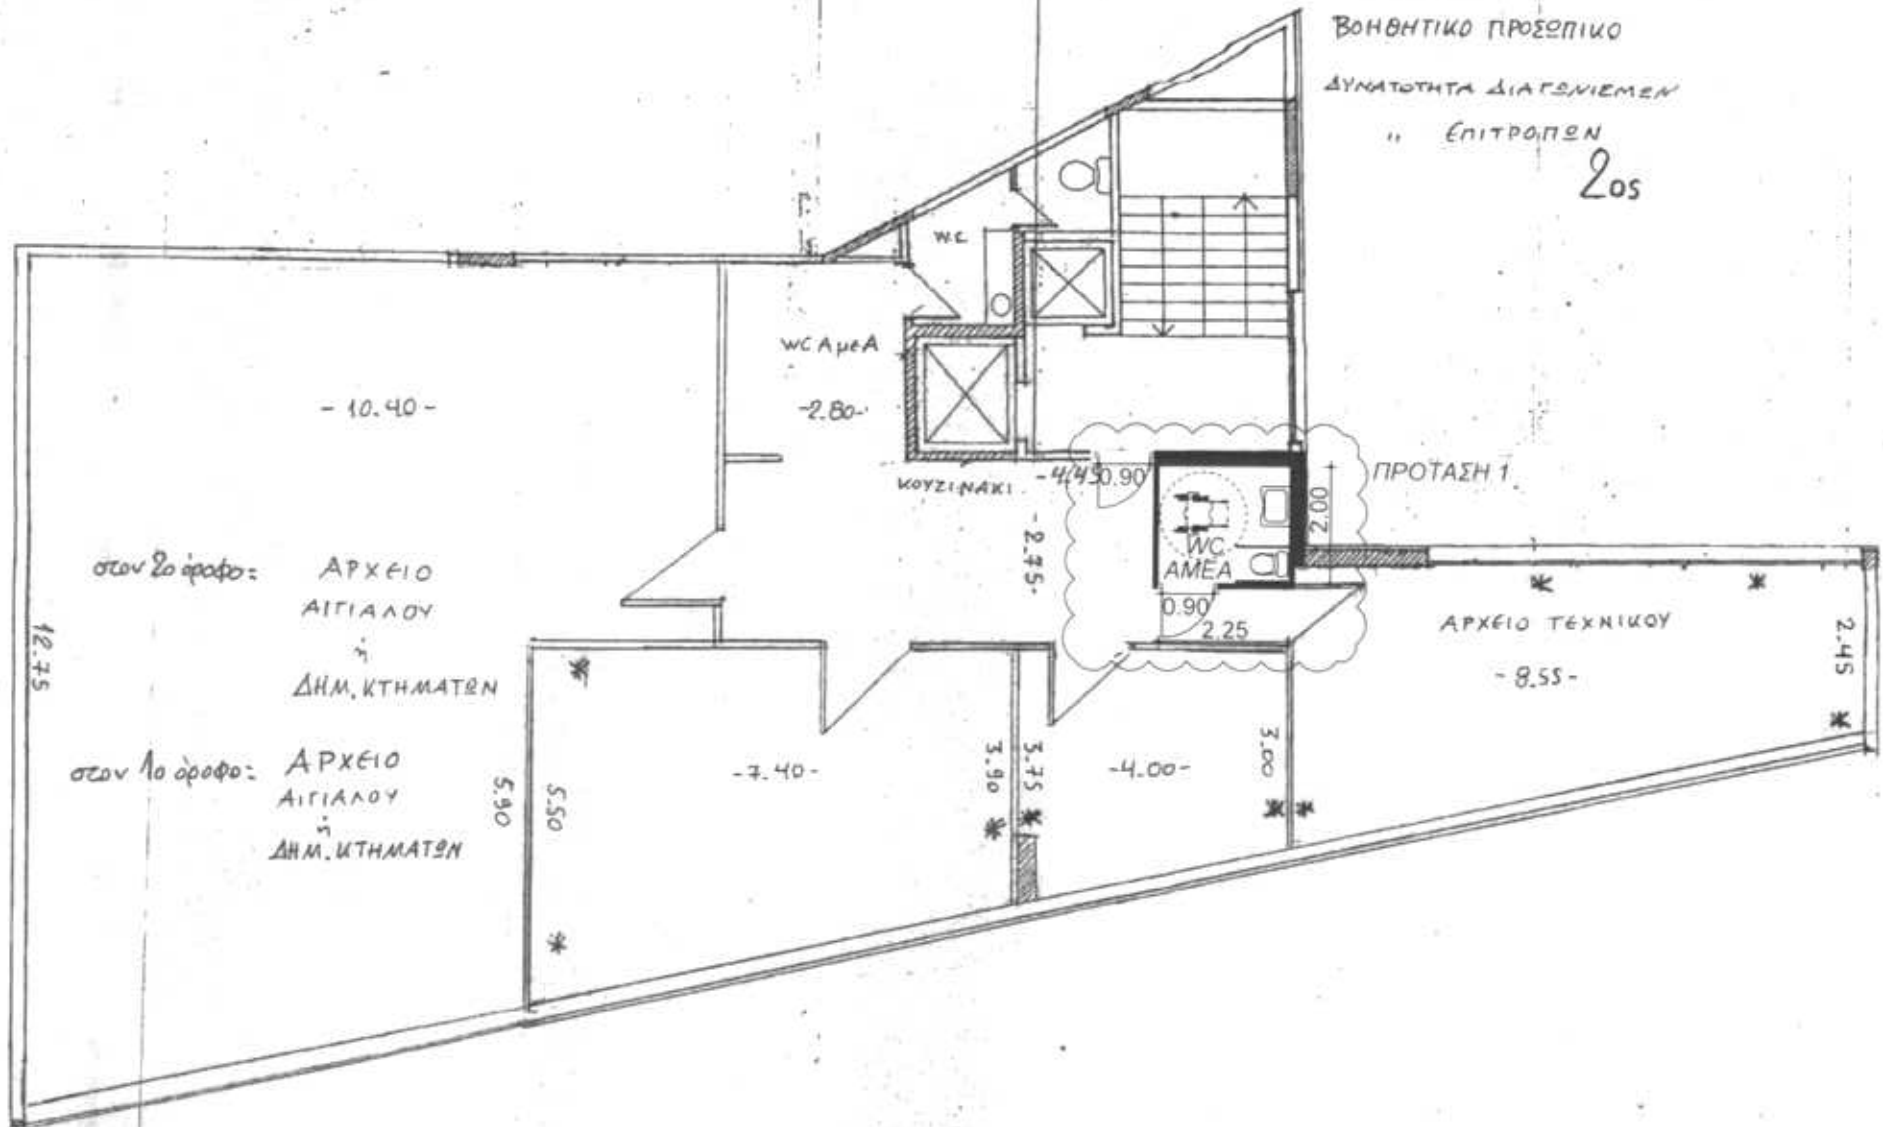 ΒΟΗΘΗΤΙΚΟ ΠΡΟΣΩΠΙΚΟ
ΔΥΝΑΤΟΤΗΤΑ ΔΙΑΓΩΝΙΣΜΩΝ
" ΕΠΙΤΡΟΠΩΝ
2ος
W.C
WC ΑμεΑ
- 10.40 -
-2.80-
ΚΟΥΖΙΝΑΚΙ
-4.45
0.90
ΠΡΟΤΑΣΗ 1
2.00
-2.75-
WC
ΑΜΕΑ
0.90
2.25
στον 2ο όροφο: ΑΡΧΕΙΟ
ΑΙΓΙΑΛΟΥ
ή
ΔΗΜ. ΚΤΗΜΑΤΩΝ
12.75
ΑΡΧΕΙΟ ΤΕΧΝΙΚΟΥ
- 8.55 -
2.45
στον 1ο όροφο: ΑΡΧΕΙΟ
ΑΙΓΙΑΛΟΥ
ή
ΔΗΜ. ΚΤΗΜΑΤΩΝ
5.90
5.50
-7.40-
3.90
3.75
-4.00-
3.00